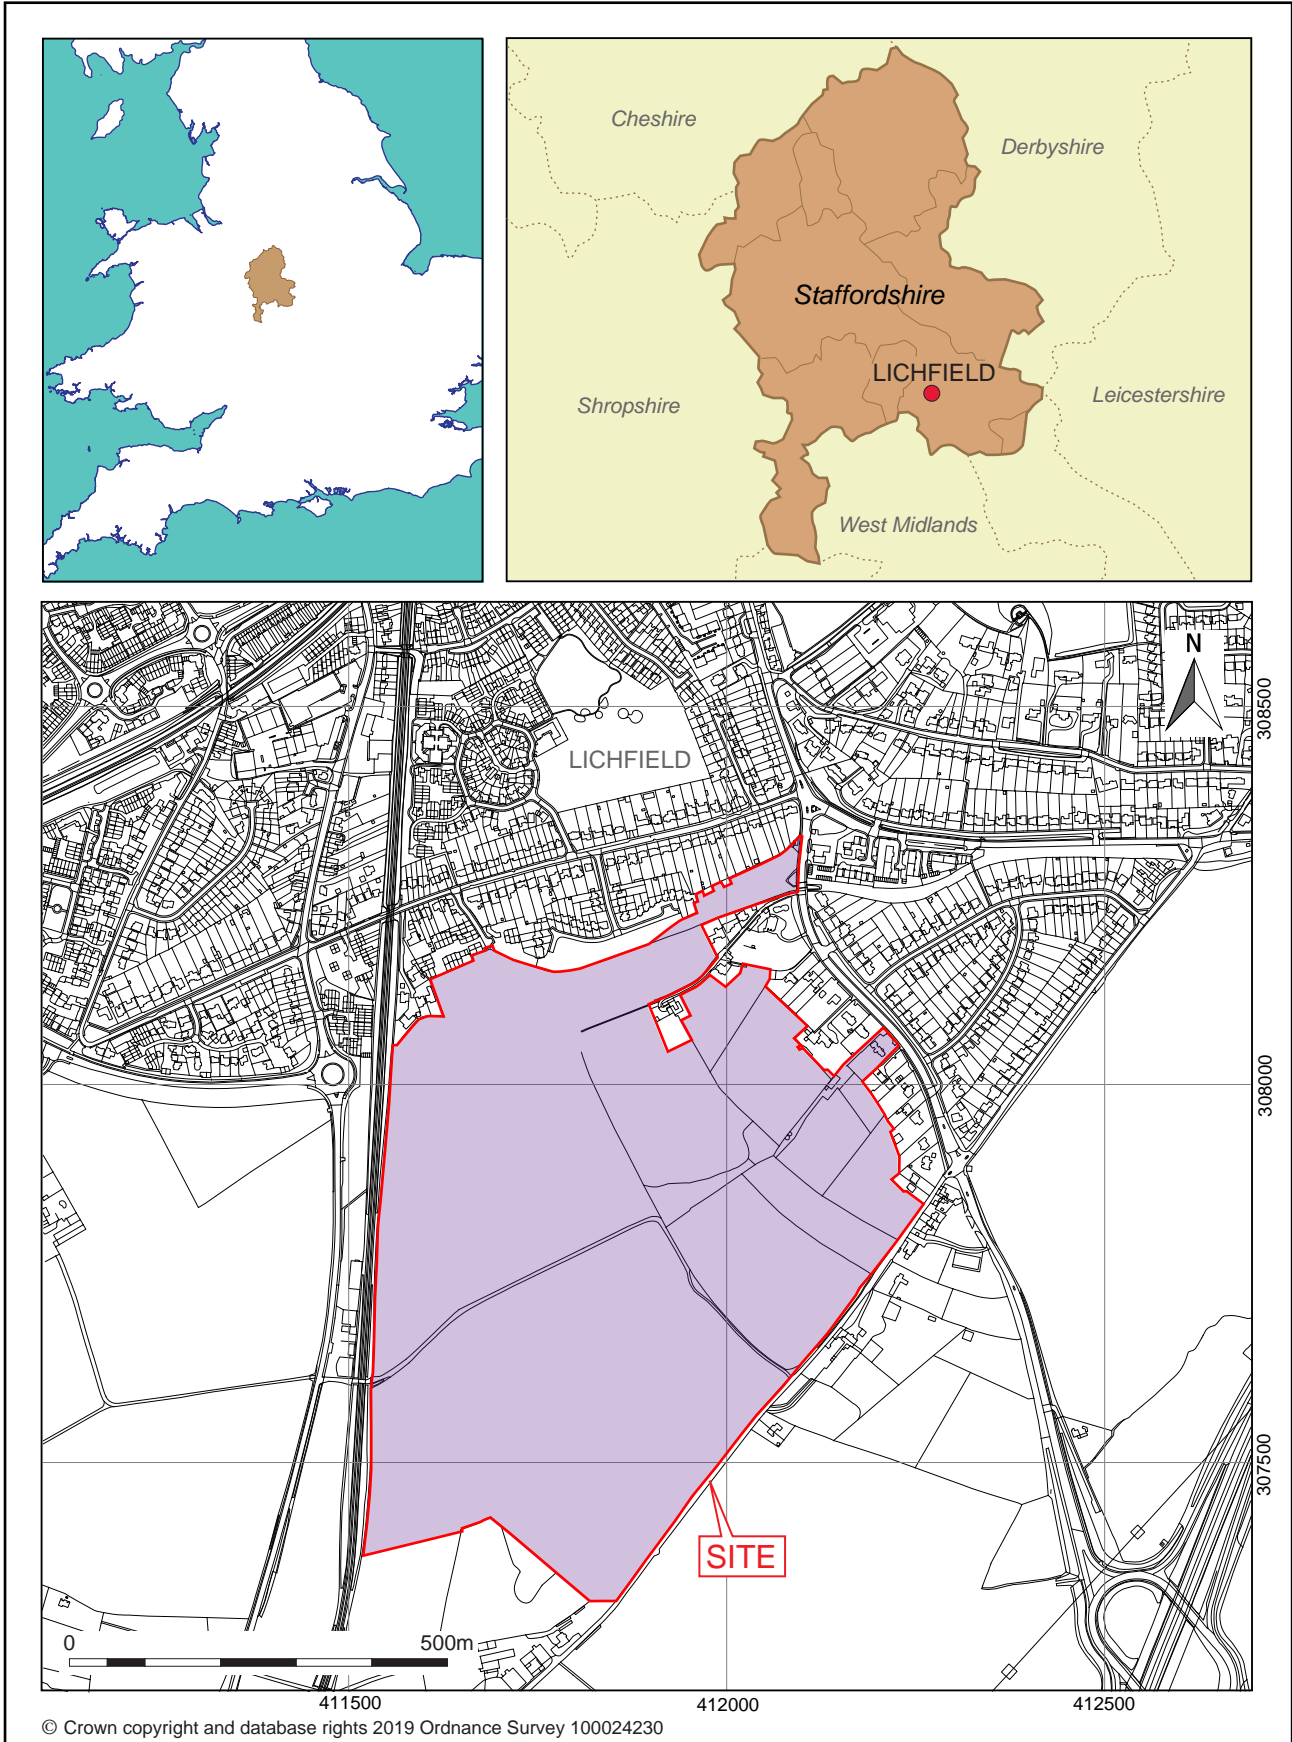 Cheshire
Derbyshire
Staffordshire
LICHFIELD
Shropshire
Leicestershire
West Midlands
N
308500
LICHFIELD
308000
307500
SITE
0 500m
411500 412000 412500
© Crown copyright and database rights 2019 Ordnance Survey 100024230